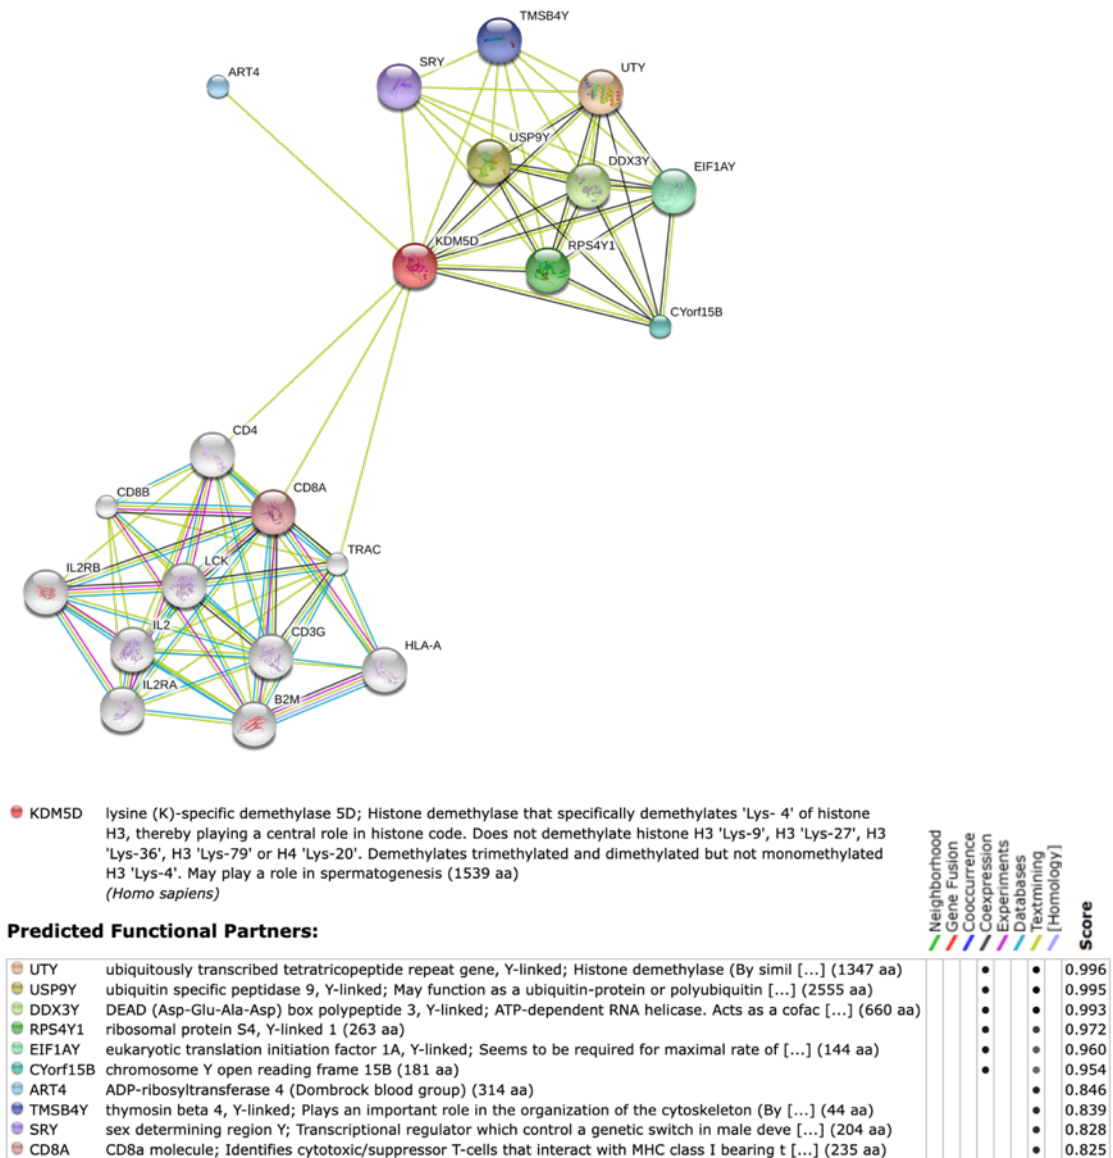 TMSB4Y
SRY
UTY
ART4
USP9Y
DDX3Y
EIF1AY
KDM5D
RPS4Y1
CYorf15B
CD4
CD8B
CD8A
TRAC
LCK
IL2RB
IL2
CD3G
HLA-A
IL2RA
B2M
KDM5D lysine (K)-specific demethylase 5D; Histone demethylase that specifically demethylates 'Lys- 4' of histone
H3, thereby playing a central role in histone code. Does not demethylate histone H3 'Lys-9', H3 'Lys-27', H3
'Lys-36', H3 'Lys-79' or H4 'Lys-20'. Demethylates trimethylated and dimethylated but not monomethylated
H3 'Lys-4'. May play a role in spermatogenesis (1539 aa)
(Homo sapiens)
Neighborhood
Gene Fusion
Cooccurrence
Coexpression
Experiments
Databases
Textmining
[Homology]
Score
Predicted Functional Partners:
UTY ubiquitously transcribed tetratricopeptide repeat gene, Y-linked; Histone demethylase (By simil [...] (1347 aa) 0.996
USP9Y ubiquitin specific peptidase 9, Y-linked; May function as a ubiquitin-protein or polyubiquitin [...] (2555 aa) 0.995
DDX3Y DEAD (Asp-Glu-Ala-Asp) box polypeptide 3, Y-linked; ATP-dependent RNA helicase. Acts as a cofac [...] (660 aa) 0.993
RPS4Y1 ribosomal protein S4, Y-linked 1 (263 aa) 0.972
EIF1AY eukaryotic translation initiation factor 1A, Y-linked; Seems to be required for maximal rate of [...] (144 aa) 0.960
CYorf15B chromosome Y open reading frame 15B (181 aa) 0.954
ART4 ADP-ribosyltransferase 4 (Dombrock blood group) (314 aa) 0.846
TMSB4Y thymosin beta 4, Y-linked; Plays an important role in the organization of the cytoskeleton (By [...] (44 aa) 0.839
SRY sex determining region Y; Transcriptional regulator which control a genetic switch in male deve [...] (204 aa) 0.828
CD8A CD8a molecule; Identifies cytotoxic/suppressor T-cells that interact with MHC class I bearing t [...] (235 aa) 0.825